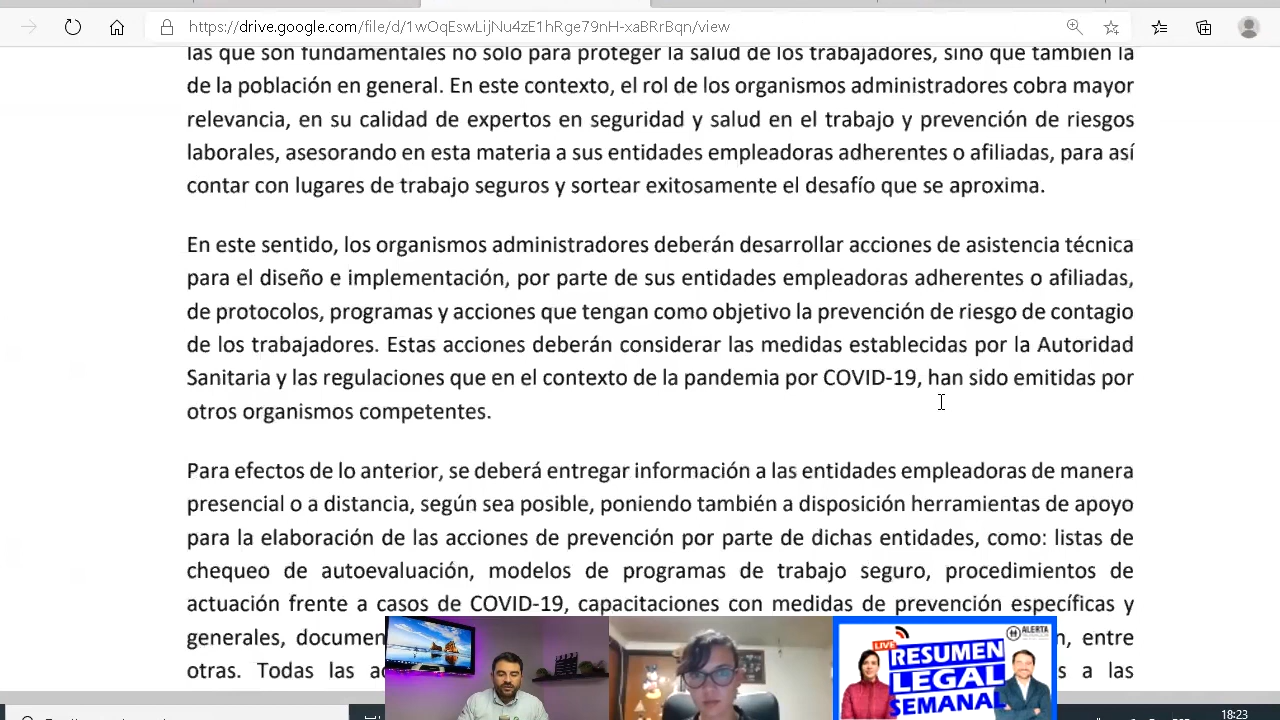 https://drive.google.com/file/d/1wOqEswLijNu4zE1hRge79nH-xaBRrBqn/view
las que son fundamentales no solo para proteger la salud de los trabajadores, sino que también la
de la población en general. En este contexto, el rol de los organismos administradores cobra mayor
relevancia, en su calidad de expertos en seguridad y salud en el trabajo y prevención de riesgos
laborales, asesorando en esta materia a sus entidades empleadoras adherentes o afiliadas, para así
contar con lugares de trabajo seguros y sortear exitosamente el desafío que se aproxima.
En este sentido, los organismos administradores deberán desarrollar acciones de asistencia técnica
para el diseño e implementación, por parte de sus entidades empleadoras adherentes o afiliadas,
de protocolos, programas y acciones que tengan como objetivo la prevención de riesgo de contagio
de los trabajadores. Estas acciones deberán considerar las medidas establecidas por la Autoridad
Sanitaria y las regulaciones que en el contexto de la pandemia por COVID-19, han sido emitidas por
otros organismos competentes.
Para efectos de lo anterior, se deberá entregar información a las entidades empleadoras de manera
presencial o a distancia, según sea posible, poniendo también a disposición herramientas de apoyo
para la elaboración de las acciones de prevención por parte de dichas entidades, como: listas de
chequeo de autoevaluación, modelos de programas de trabajo seguro, procedimientos de
actuación frente a casos de COVID-19, capacitaciones con medidas de prevención específicas y
generales, entre
otras. Todas las a las
LIVE
ALERTA
RESUMEN
LEGAL
SEMANAL
18:23